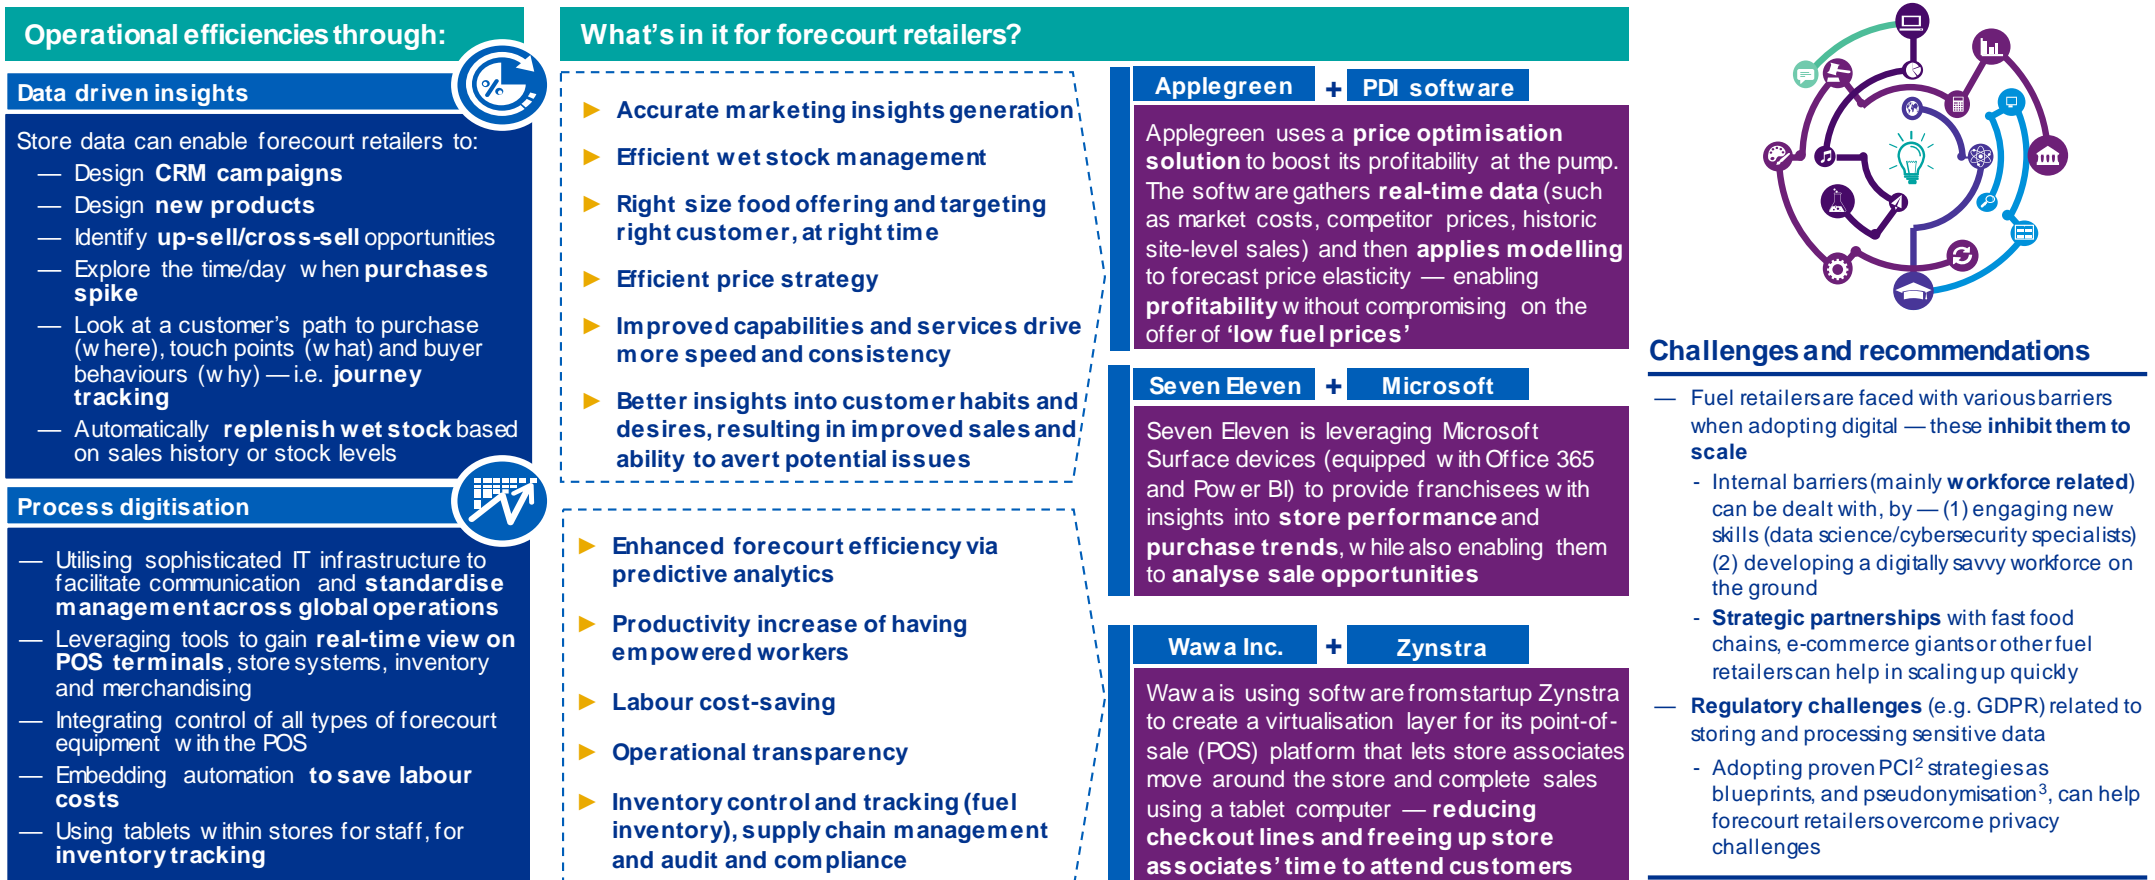 Operational efficiencies through:
Data driven insights
Store data can enable forecourt retailers to:
— Design CRM campaigns
— Design new products
— Identify up-sell/cross-sell opportunities
— Explore the time/day when purchases
spike
— Look at a customer's path to purchase
(where), touch points (what) and buyer
behaviours (why) — i.e. journey
tracking
— Automatically replenish wet stock based
on sales history or stock levels
Process digitisation
— Utilising sophisticated IT infrastructure to
facilitate communication and standardise
management across global operations
— Leveraging tools to gain real-time view on
POS terminals, store systems, inventory
and merchandising
— Integrating control of all types of forecourt
equipment with the POS
— Embedding automation to save labour
costs
— Using tablets within stores for staff, for
inventory tracking
What's in it for forecourt retailers?
► Accurate marketing insights generation
► Efficient wet stock management
► Right size food offering and targeting
right customer, at right time
► Efficient price strategy
► Improved capabilities and services drive
more speed and consistency
► Better insights into customer habits and
desires, resulting in improved sales and
ability to avert potential issues
► Enhanced forecourt efficiency via
predictive analytics
► Productivity increase of having
empowered workers
► Labour cost-saving
► Operational transparency
► Inventory control and tracking (fuel
inventory), supply chain management
and audit and compliance
Applegreen + PDI software
Applegreen uses a price optimisation
solution to boost its profitability at the pump.
The software gathers real-time data (such
as market costs, competitor prices, historic
site-level sales) and then applies modelling
to forecast price elasticity — enabling
profitability without compromising on the
offer of 'low fuel prices'
Seven Eleven + Microsoft
Seven Eleven is leveraging Microsoft
Surface devices (equipped with Office 365
and Power BI) to provide franchisees with
insights into store performance and
purchase trends, while also enabling them
to analyse sale opportunities
Wawa Inc. + Zynstra
Wawa is using software from startup Zynstra
to create a virtualisation layer for its point-of-
sale (POS) platform that lets store associates
move around the store and complete sales
using a tablet computer — reducing
checkout lines and freeing up store
associates' time to attend customers
Challenges and recommendations
— Fuel retailers are faced with various barriers
when adopting digital — these inhibit them to
scale
- Internal barriers (mainly workforce related)
can be dealt with, by — (1) engaging new
skills (data science/cybersecurity specialists)
(2) developing a digitally savvy workforce on
the ground
- Strategic partnerships with fast food
chains, e-commerce giants or other fuel
retailers can help in scaling up quickly
— Regulatory challenges (e.g. GDPR) related to
storing and processing sensitive data
- Adopting proven PCI² strategies as
blueprints, and pseudonymisation³, can help
forecourt retailers overcome privacy
challenges